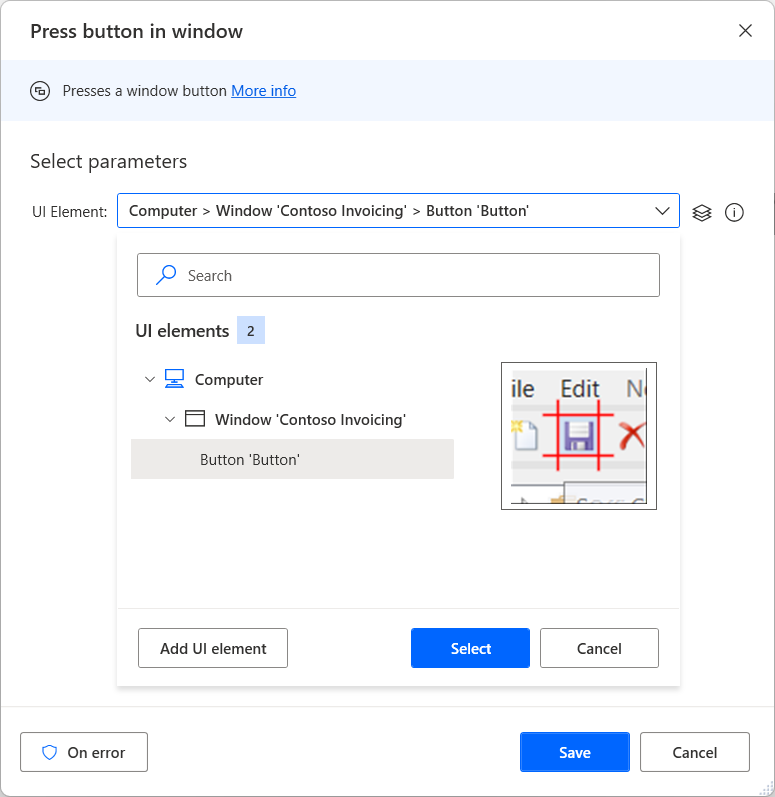 Press button in window
Presses a window button More info
Select parameters
UI Element: Computer > Window 'Contoso Invoicing' > Button 'Button'
Search
UI elements 2
Computer
Window 'Contoso Invoicing'
Button 'Button'
ile Edit
Add UI element Select Cancel
On error Save Cancel